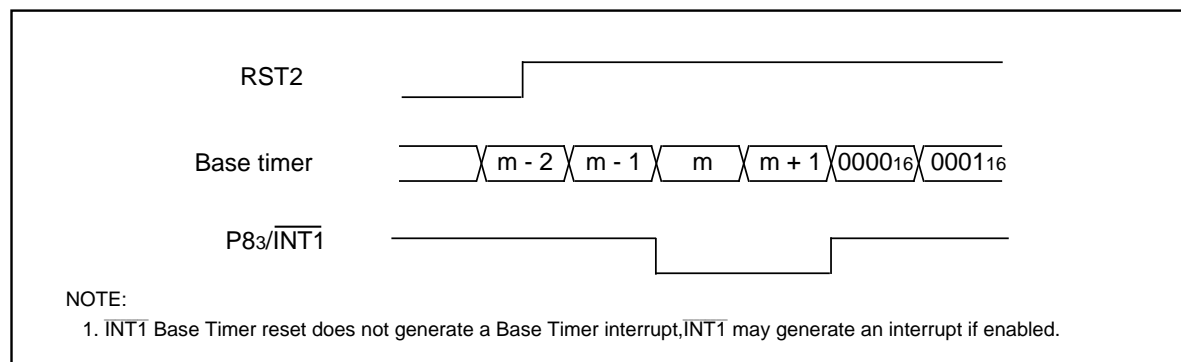 RST2
Base timer m - 2 m - 1 m m + 1 000016 000116
P83/INT1
NOTE:
1. INT1 Base Timer reset does not generate a Base Timer interrupt,INT1 may generate an interrupt if enabled.